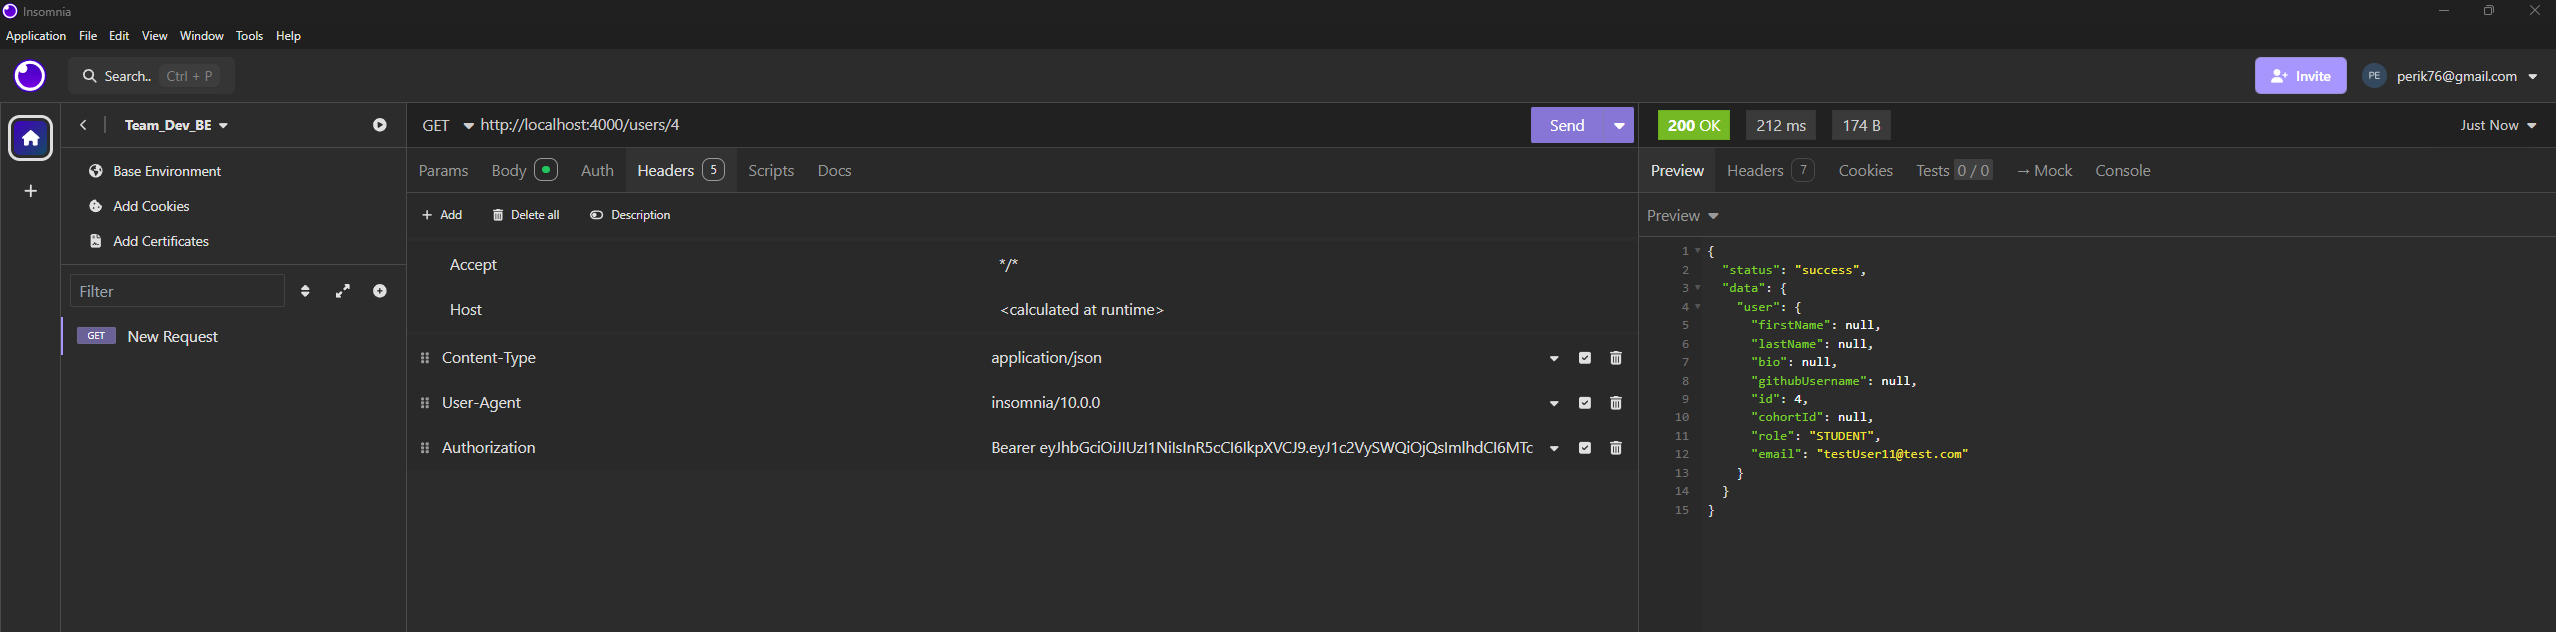 Insomnia
Application File Edit View Window Tools Help
Search.. Ctrl + P
Invite PE perik76@gmail.com
Team_Dev_BE
GET http://localhost:4000/users/4 Send
200 OK 212 ms 174 B Just Now
Base Environment
Add Cookies
Add Certificates
Filter
GET New Request
Params Body Auth Headers 5 Scripts Docs
Add Delete all Description
Accept */*
Host <calculated at runtime>
Content-Type application/json
User-Agent insomnia/10.0.0
Authorization Bearer eyJhbGciOiJIUzI1NiIsInR5cCI6IkpXVCJ9.eyJ1c2VySWQiOjQsImlhdCI6MTc
Preview Headers 7 Cookies Tests 0 / 0 → Mock Console
Preview
1 {
2 "status": "success",
3 "data": {
4 "user": {
5 "firstName": null,
6 "lastName": null,
7 "bio": null,
8 "githubUsername": null,
9 "id": 4,
10 "cohortId": null,
11 "role": "STUDENT",
12 "email": "testUser11@test.com"
13 }
14 }
15 }